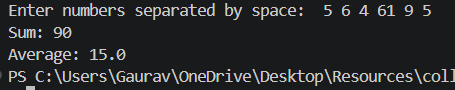 Enter numbers separated by space:  5 6 4 61 9 5
Sum: 90
Average: 15.0
PS C:\Users\Gaurav\OneDrive\Desktop\Resources\coll